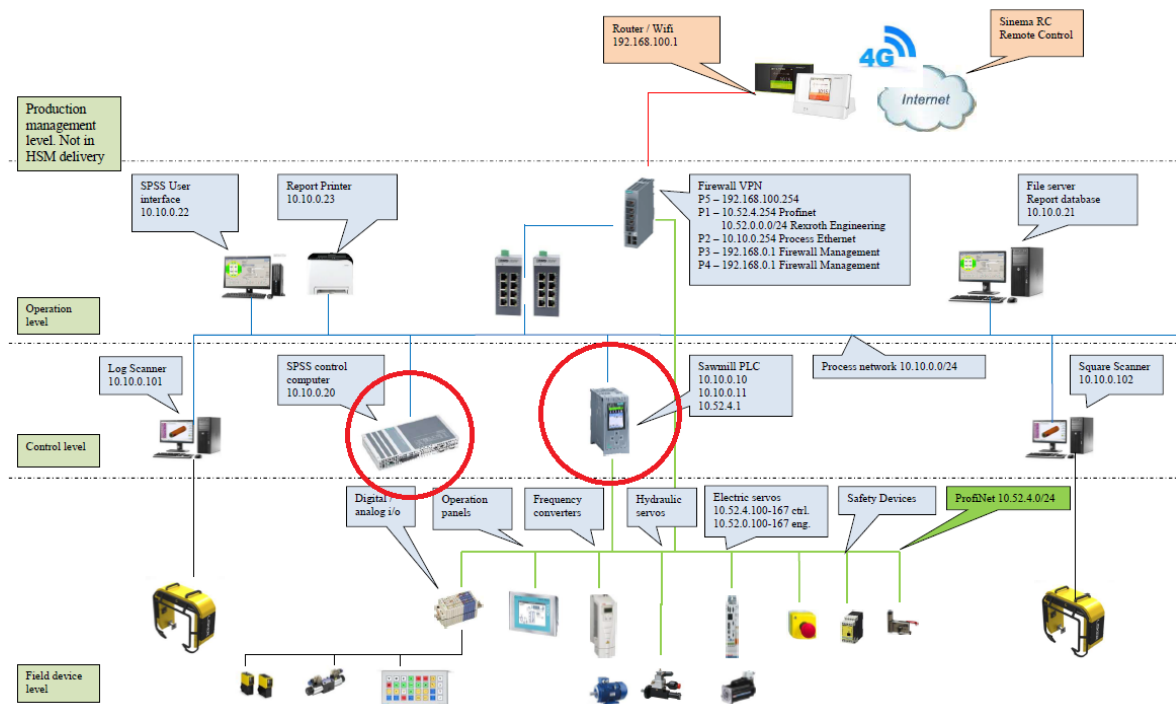 Router / Wifi
192.168.100.1
4G
Internet
Sinema RC
Remote Control
Production
management
level. Not in
HSM delivery
SPSS User
interface
10.10.0.22
Report Printer
10.10.0.23
Firewall VPN
P5 – 192.168.100.254
P1 – 10.52.4.254 Profinet
10.52.0.0/24 Rexroth Engineering
P2 – 10.10.0.254 Process Ethernet
P3 – 192.168.0.1 Firewall Management
P4 – 192.168.0.1 Firewall Management
File server
Report database
10.10.0.21
Operation
level
Log Scanner
10.10.0.101
SPSS control
computer
10.10.0.20
Sawmill PLC
10.10.0.10
10.10.0.11
10.52.4.1
Process network 10.10.0.0/24
Square Scanner
10.10.0.102
Control level
Digital /
analog i/o
Operation
panels
Frequency
converters
Hydraulic
servos
Electric servos
10.52.4.100-167 ctrl.
10.52.0.100-167 eng.
Safety Devices
ProfiNet 10.52.4.0/24
Field device
level